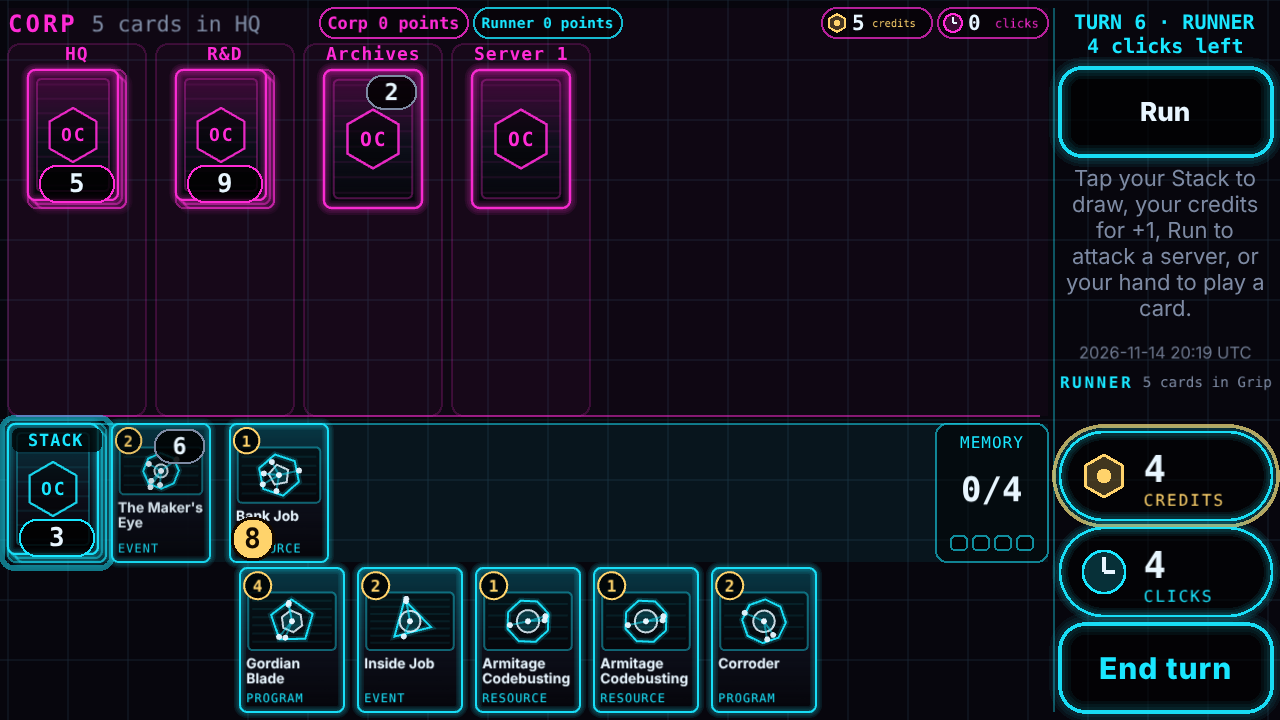 CORP 5 cards in HQ
Corp 0 points
Runner 0 points
5 credits
0 clicks
TURN 6 · RUNNER
4 clicks left
HQ
R&D
Archives
Server 1
OC
5
OC
9
2
OC
OC
Run
Tap your Stack to
draw, your credits
for +1, Run to
attack a server, or
your hand to play a
card.
2026-11-14 20:19 UTC
RUNNER 5 cards in Grip
STACK
OC
3
2
6
The Maker's
Eye
EVENT
1
Bank Job
8
MEMORY
0/4
4
CREDITS
4
CLICKS
End turn
4
Gordian
Blade
PROGRAM
2
Inside Job
EVENT
1
Armitage
Codebusting
RESOURCE
1
Armitage
Codebusting
RESOURCE
2
Corroder
PROGRAM